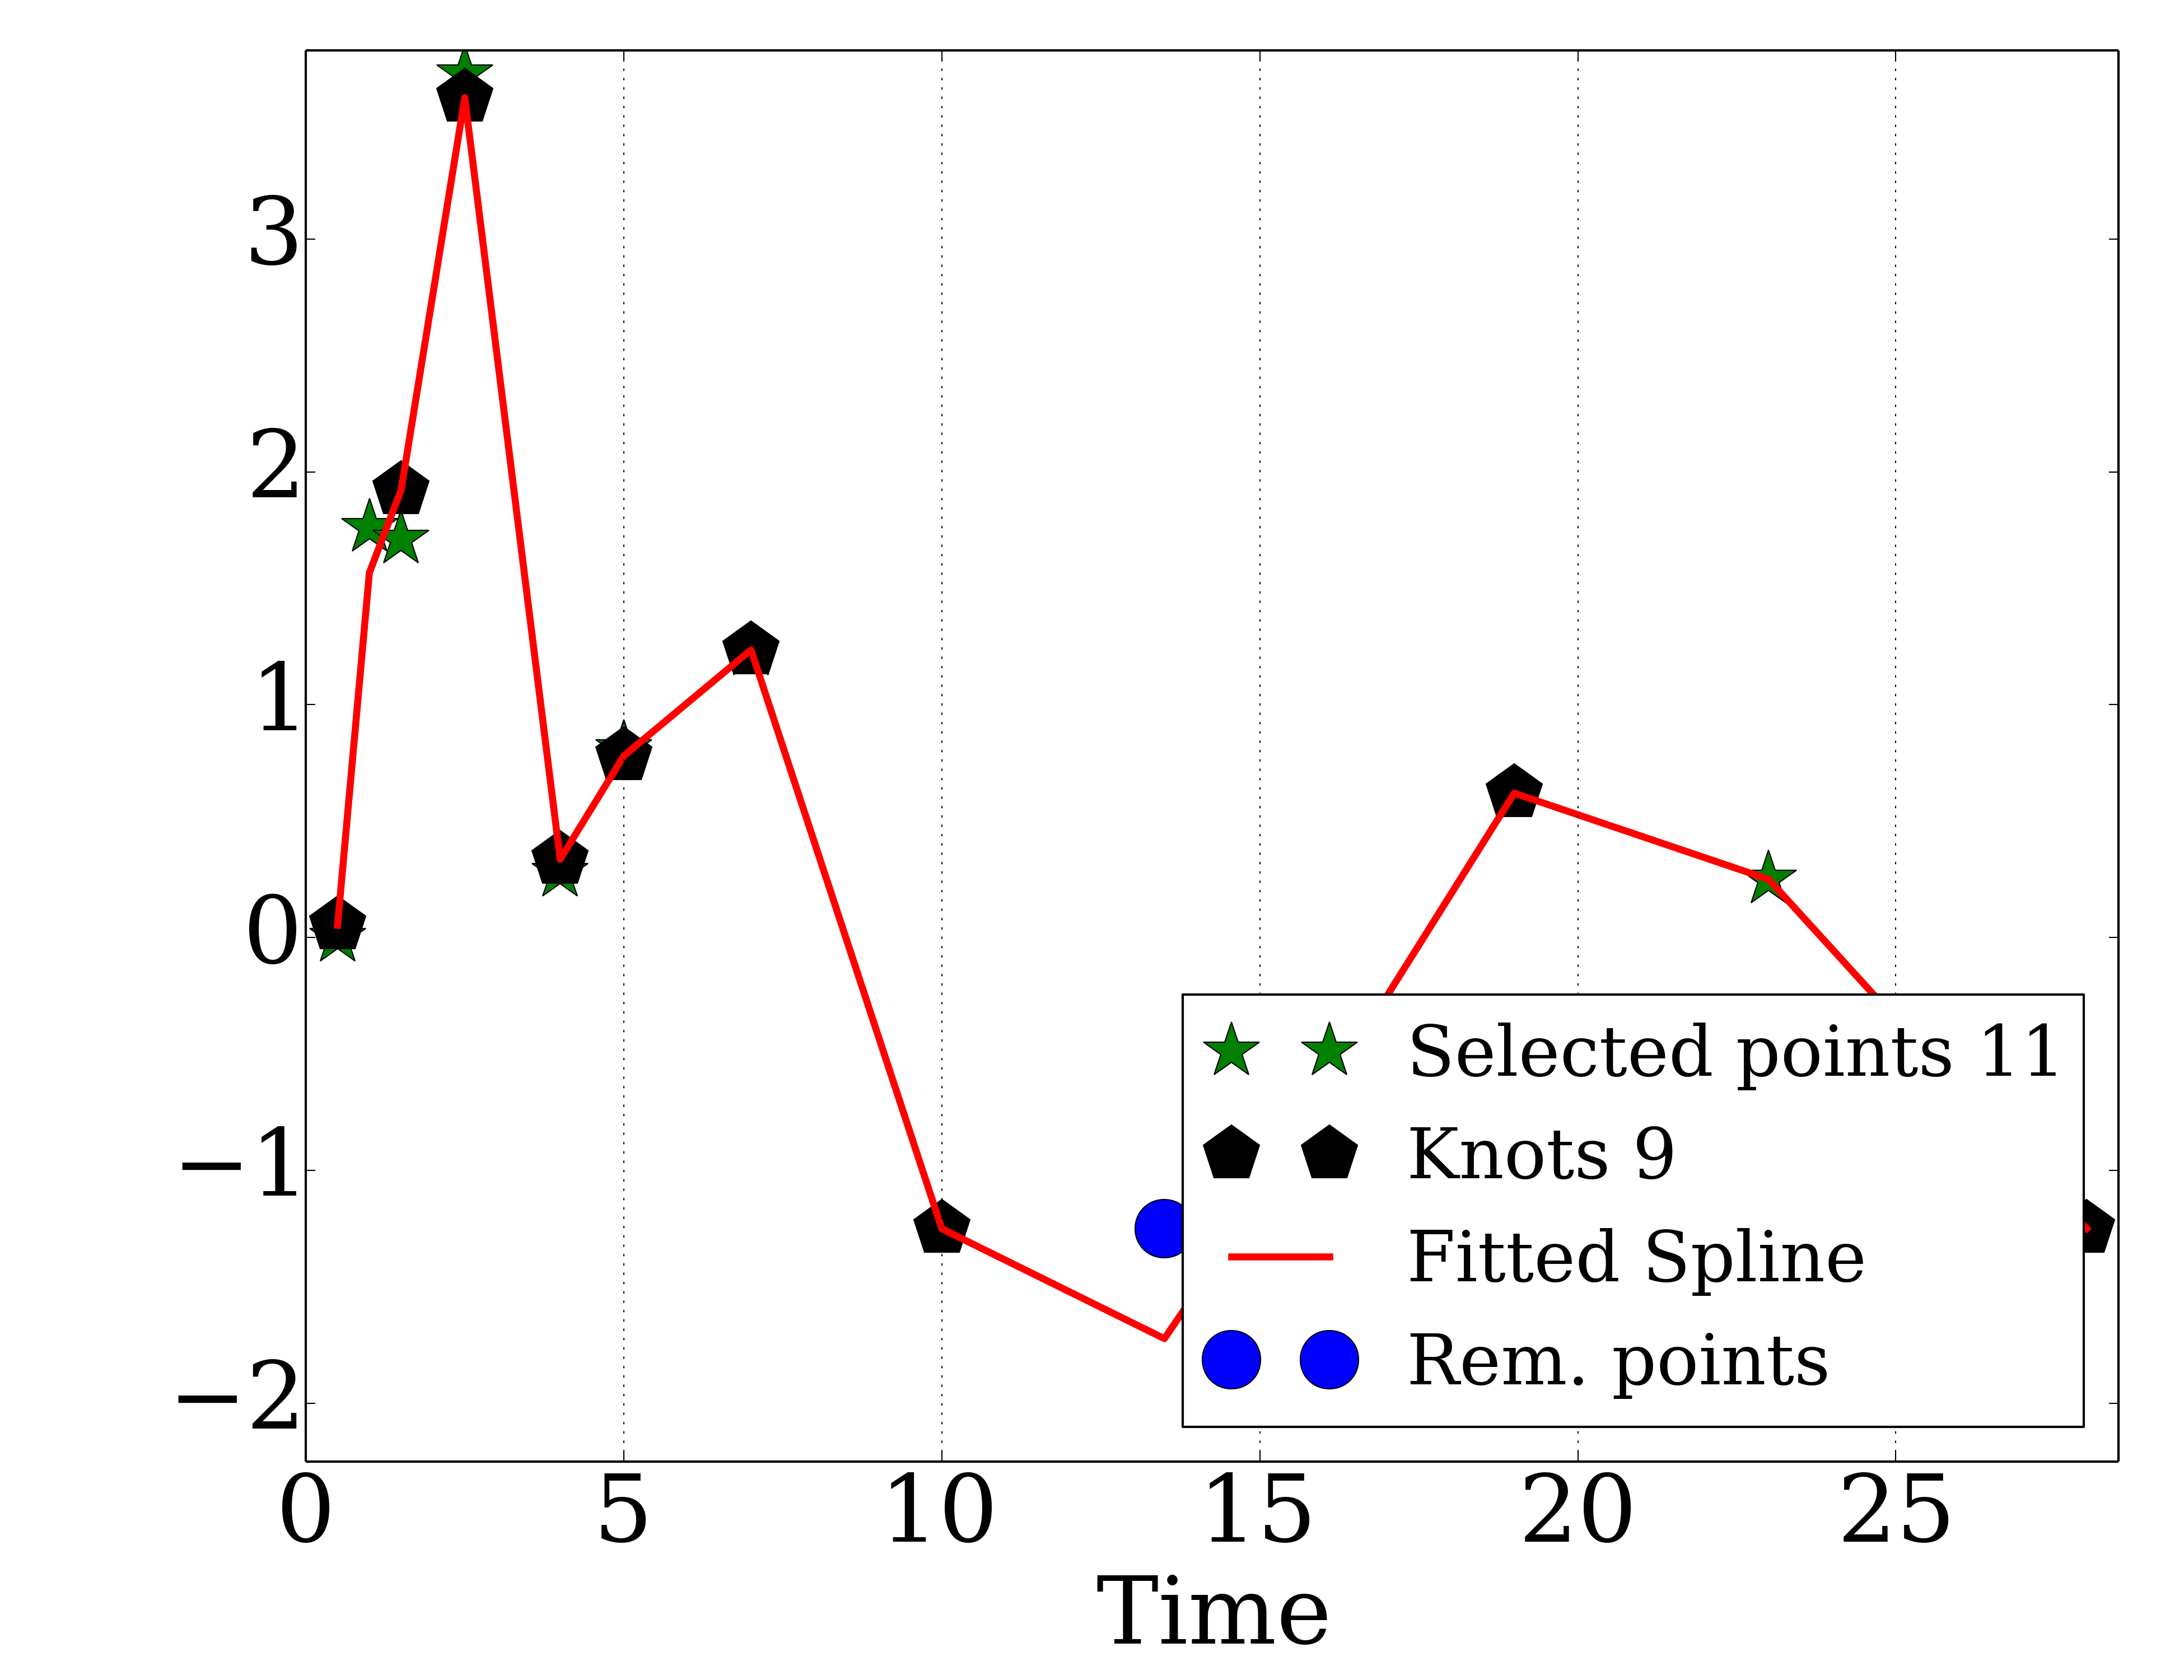 3
2
1
0
−1
−2
Selected points 11
Knots 9
Fitted Spline
Rem. points
0 5 10 15 20 25
Time